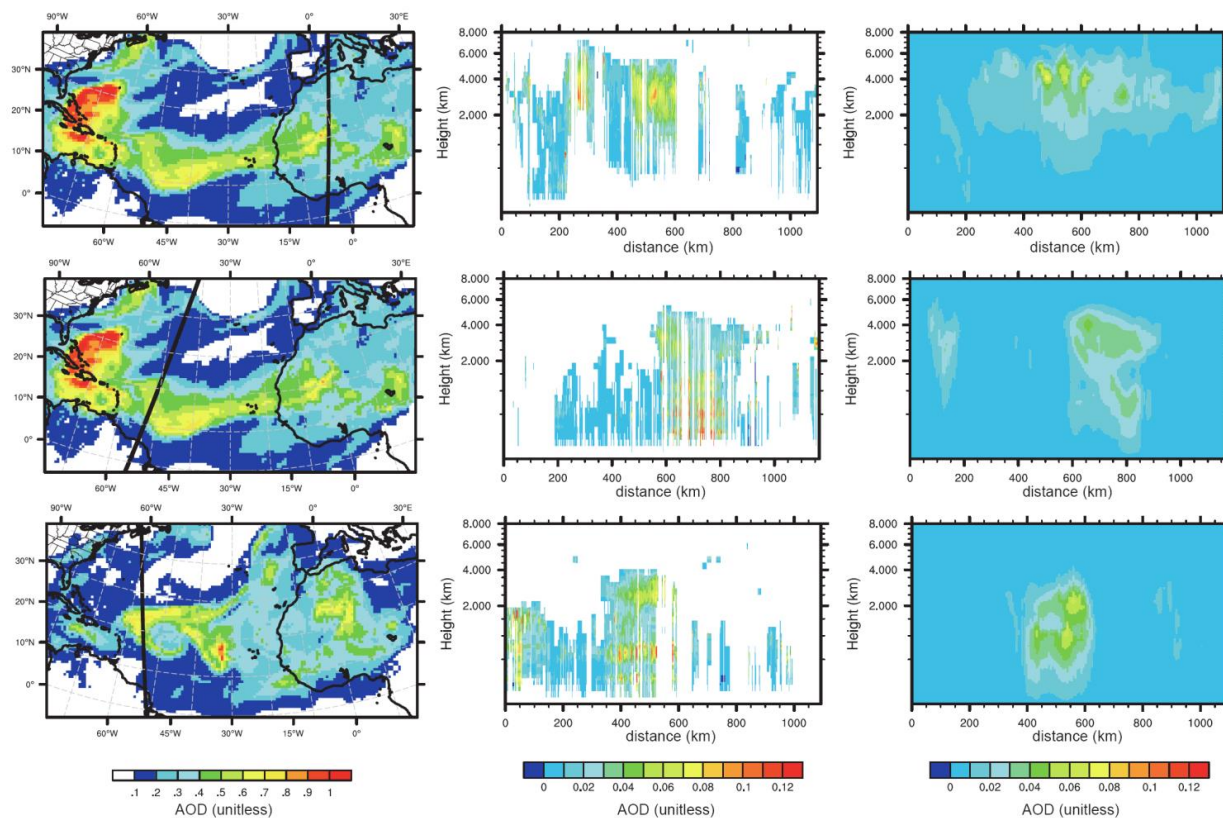 90°W 60°W 30°W 0° 30°E
30°N
20°N
10°N
0°
60°W 45°W 30°W 15°W 0°
Height (km)
8,000
6,000
4,000
2,000
0 200 400 600 800 1000
distance (km)
Height (km)
8,000
6,000
4,000
2,000
0 200 400 600 800 1000
distance (km)
90°W 60°W 30°W 0° 30°E
30°N
20°N
10°N
0°
60°W 45°W 30°W 15°W 0°
Height (km)
8,000
6,000
4,000
2,000
0 200 400 600 800 1000
distance (km)
Height (km)
8,000
6,000
4,000
2,000
0 200 400 600 800 1000
distance (km)
90°W 60°W 30°W 0° 30°E
30°N
20°N
10°N
0°
60°W 45°W 30°W 15°W 0°
Height (km)
8,000
6,000
4,000
2,000
0 200 400 600 800 1000
distance (km)
Height (km)
8,000
6,000
4,000
2,000
0 200 400 600 800 1000
distance (km)
.1 .2 .3 .4 .5 .6 .7 .8 .9 1
AOD (unitless)
0 0.02 0.04 0.06 0.08 0.1 0.12
AOD (unitless)
0 0.02 0.04 0.06 0.08 0.1 0.12
AOD (unitless)